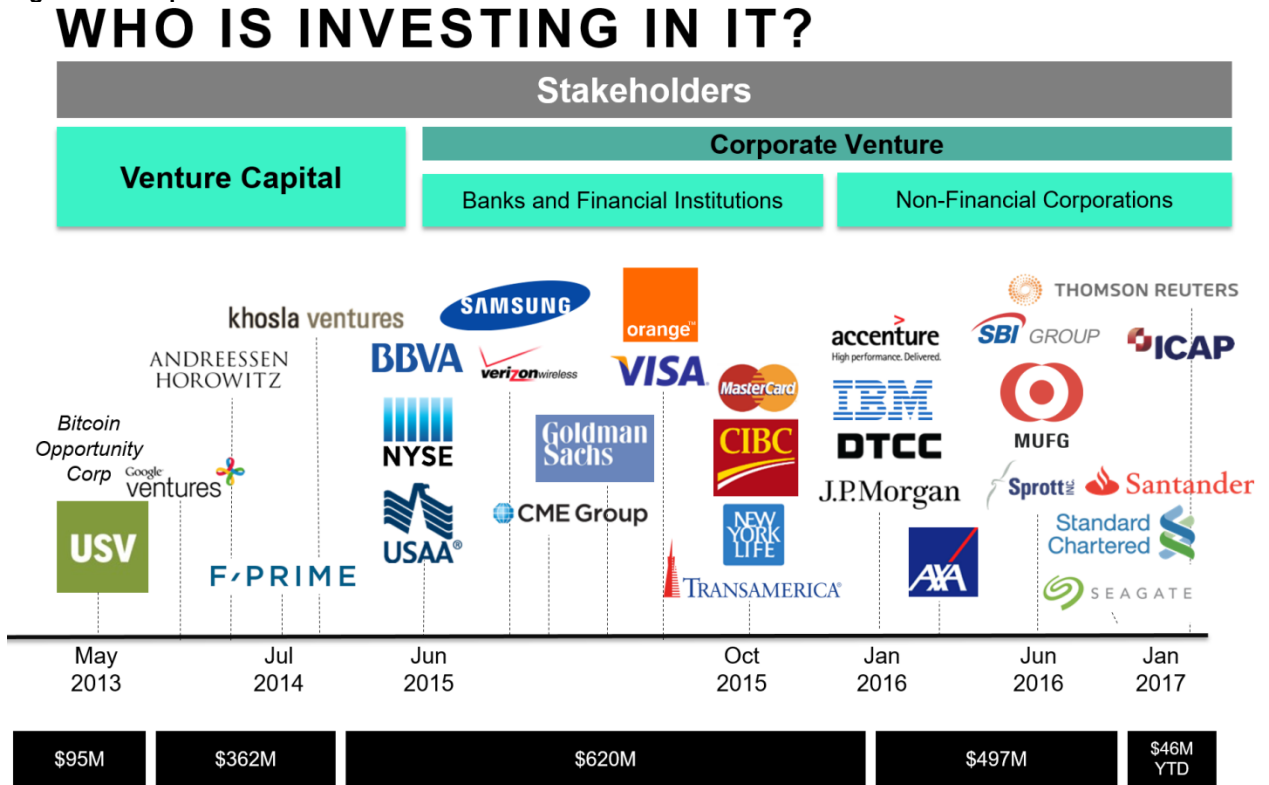 WHO IS INVESTING IN IT?
Stakeholders
Venture Capital
Corporate Venture
Banks and Financial Institutions
Non-Financial Corporations
khosla ventures
ANDREESSEN
HOROWITZ
Bitcoin
Opportunity
Corp
Google
ventures
USV
F-PRIME
SAMSUNG
BBVA
verizonwireless
NYSE
USAA®
orange™
VISA
Goldman
Sachs
CME Group
MasterCard
CIBC
NEW
YORK
LIFE
TRANSAMERICA®
accenture
High performance. Delivered.
IBM
DTCC
J.P.Morgan
AXA
THOMSON REUTERS
SBI GROUP
ICAP
MUFG
Sprott INC.
Santander
Standard
Chartered
SEAGATE
May
2013
Jul
2014
Jun
2015
Oct
2015
Jan
2016
Jun
2016
Jan
2017
$95M
$362M
$620M
$497M
$46M
YTD